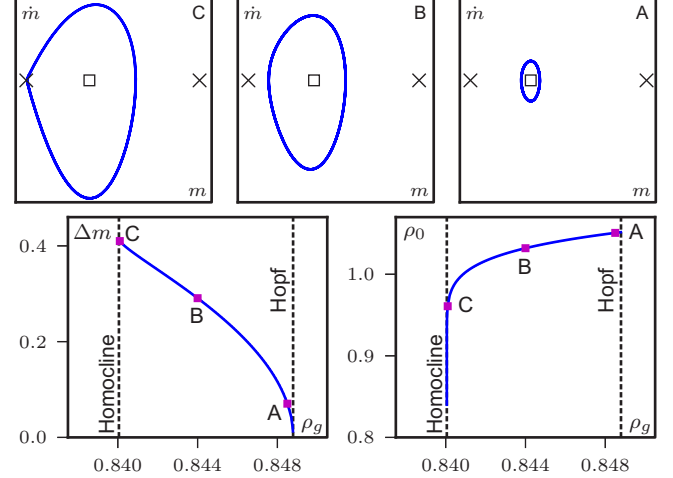 ṁ C
ṁ B
ṁ A
m
m
m
Δm C
B
A
Homocline
Hopf
ρg
0.4
0.2
0.0
0.840 0.844 0.848
ρ0
A
B
C
Homocline
Hopf
ρg
1.0
0.9
0.8
0.840 0.844 0.848